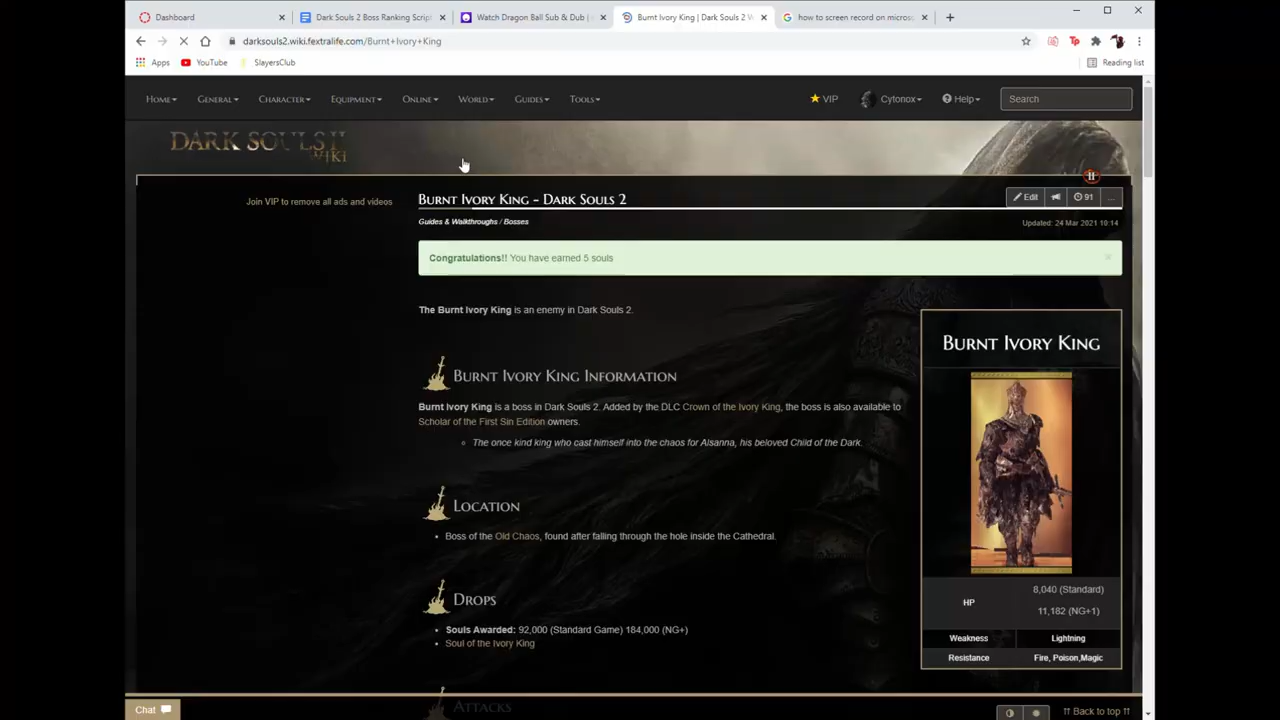 Dashboard
Dark Souls 2 Boss Ranking Script
Watch Dragon Ball Sub & Dub |
Burnt Ivory King | Dark Souls 2 W
how to screen record on microso
darksouls2.wiki.fextralife.com/Burnt+Ivory+King
Apps
YouTube
SlayersClub
Reading list
Home
General
Character
Equipment
Online
World
Guides
Tools
VIP
Cytonox
Help
Search
DARK SOULS II
WIKI
Join VIP to remove all ads and videos
Burnt Ivory King - Dark Souls 2
Edit
91
...
Guides & Walkthroughs / Bosses
Updated: 24 Mar 2021 19:14
Congratulations!! You have earned 5 souls
The Burnt Ivory King is an enemy in Dark Souls 2.
Burnt Ivory King Information
Burnt Ivory King is a boss in Dark Souls 2. Added by the DLC Crown of the Ivory King, the boss is also available to
Scholar of the First Sin Edition owners.
The once kind king who cast himself into the chaos for Alsanna, his beloved Child of the Dark.
Location
Boss of the Old Chaos, found after falling through the hole inside the Cathedral.
Drops
Souls Awarded: 92,000 (Standard Game) 184,000 (NG+)
Soul of the Ivory King
Attacks
Burnt Ivory King
HP
8,040 (Standard)
11,182 (NG+1)
Weakness
Lightning
Resistance
Fire, Poison,Magic
Chat
Back to top